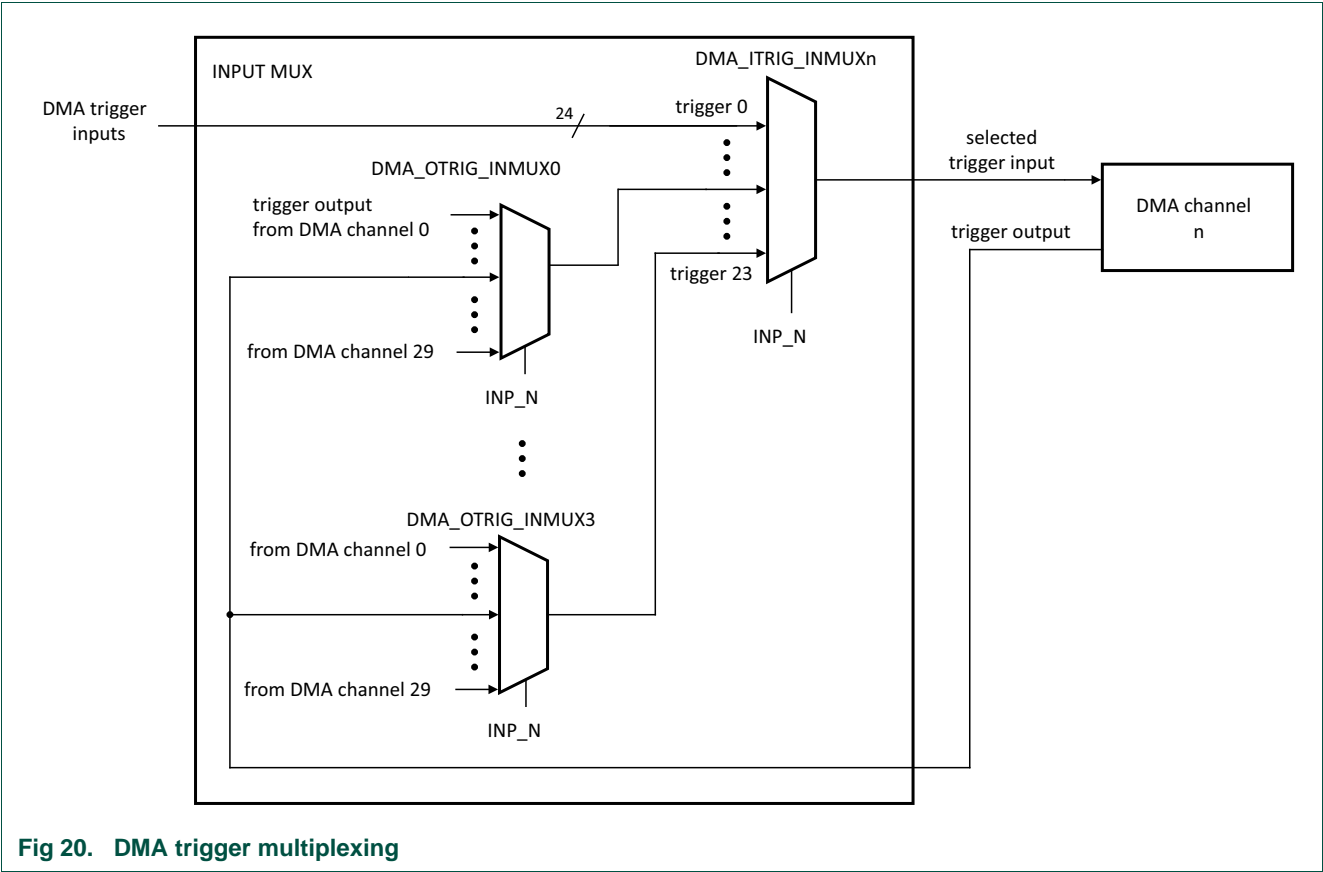 INPUT MUX
DMA_ITRIG_INMUXn
DMA trigger
inputs
24
trigger 0
DMA_OTRIG_INMUX0
selected
trigger input
trigger output
from DMA channel 0
DMA channel
n
trigger output
trigger 23
INP_N
from DMA channel 29
INP_N
DMA_OTRIG_INMUX3
from DMA channel 0
from DMA channel 29
INP_N
Fig 20. DMA trigger multiplexing